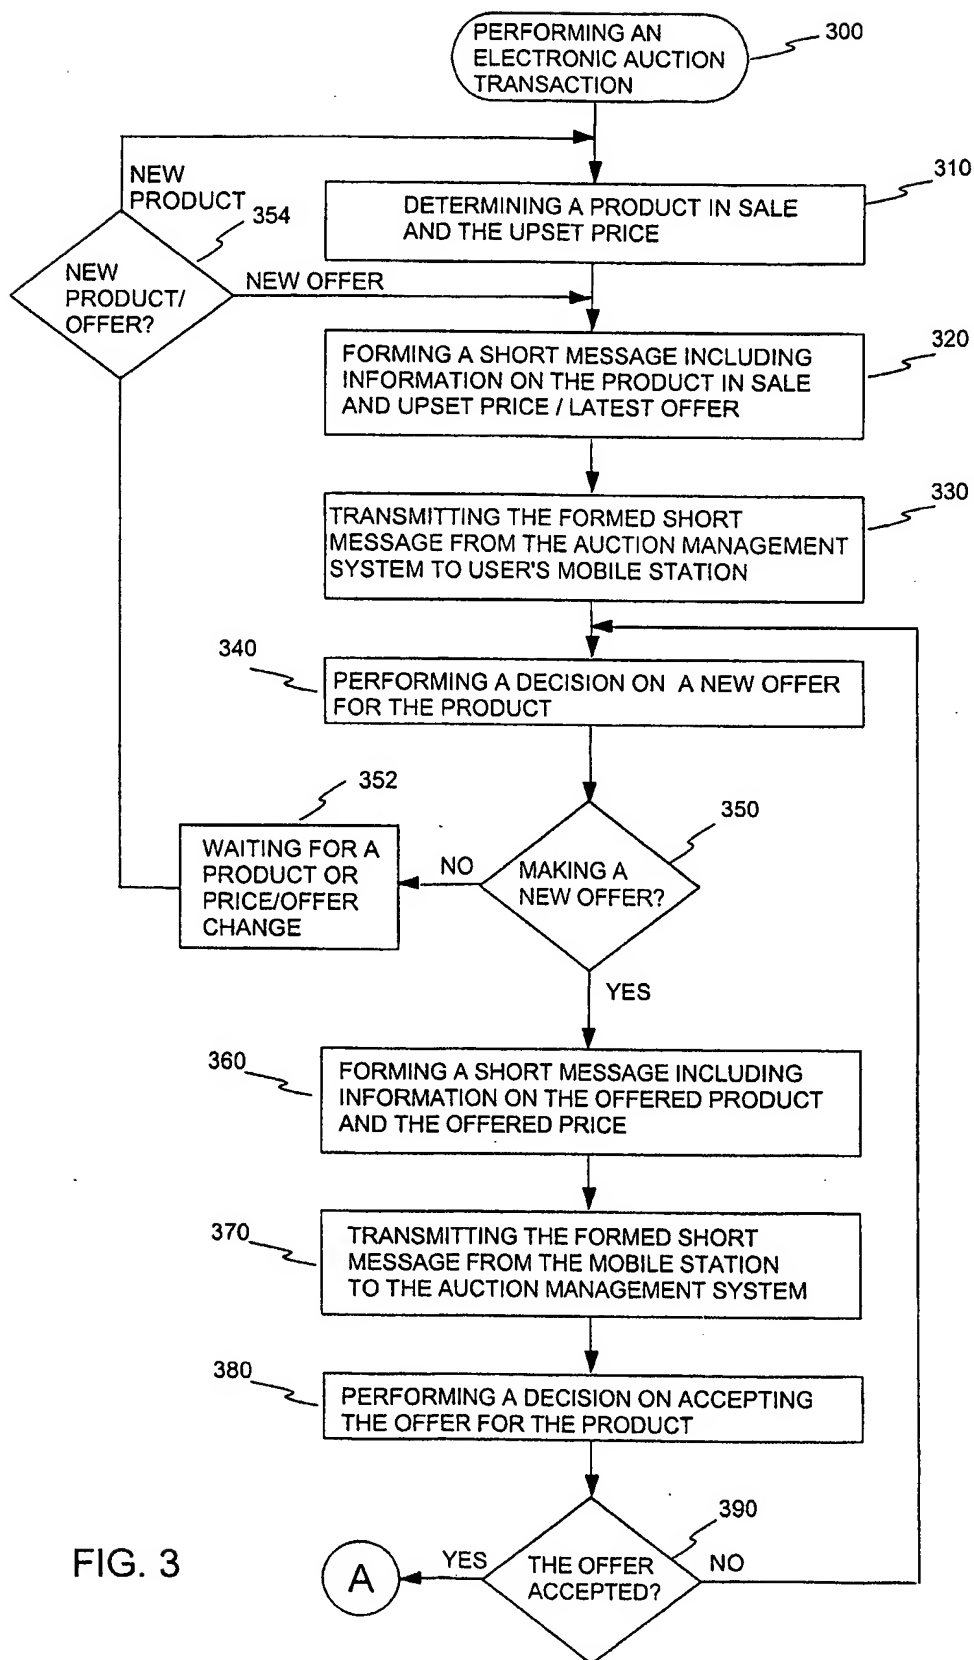 PERFORMING AN
ELECTRONIC AUCTION
TRANSACTION
300
NEW
PRODUCT
310
DETERMINING A PRODUCT IN SALE
AND THE UPSET PRICE
354
NEW
PRODUCT/
OFFER?
NEW OFFER
320
FORMING A SHORT MESSAGE INCLUDING
INFORMATION ON THE PRODUCT IN SALE
AND UPSET PRICE / LATEST OFFER
330
TRANSMITTING THE FORMED SHORT
MESSAGE FROM THE AUCTION MANAGEMENT
SYSTEM TO USER'S MOBILE STATION
340
PERFORMING A DECISION ON A NEW OFFER
FOR THE PRODUCT
352
WAITING FOR A
PRODUCT OR
PRICE/OFFER
CHANGE
NO
350
MAKING A
NEW OFFER?
YES
360
FORMING A SHORT MESSAGE INCLUDING
INFORMATION ON THE OFFERED PRODUCT
AND THE OFFERED PRICE
370
TRANSMITTING THE FORMED SHORT
MESSAGE FROM THE MOBILE STATION
TO THE AUCTION MANAGEMENT SYSTEM
380
PERFORMING A DECISION ON ACCEPTING
THE OFFER FOR THE PRODUCT
390
THE OFFER
ACCEPTED?
NO
YES
A
FIG. 3